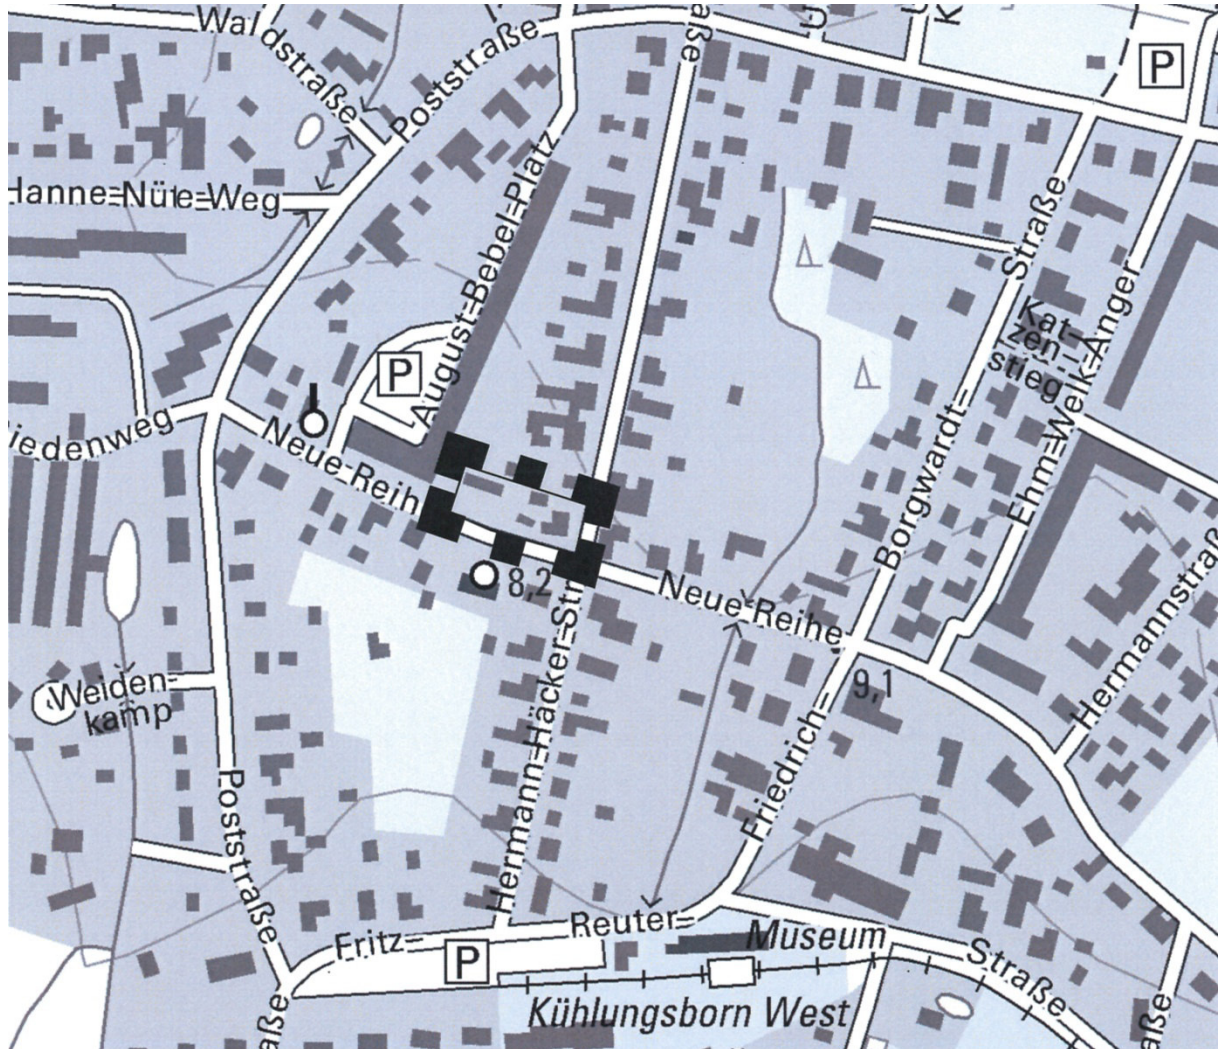 Waldstraße
Poststraße
P
Hanne=Nüte=Weg
August=Bebel=Platz
Straße
Kat=
zen=
stieg
Ehm=Welk=Anger
P
iedenweg
Neue Reih
Borgwardt=
8,2
Neue Reihe
Hermannstraß
9,1
Weiden=
kamp
Hermann=Häcker=Str.
Friedrich=
Poststraße
Fritz=
Reuter=
Museum
Straße
P
Kühlungsborn West
aße
aße
aße
K